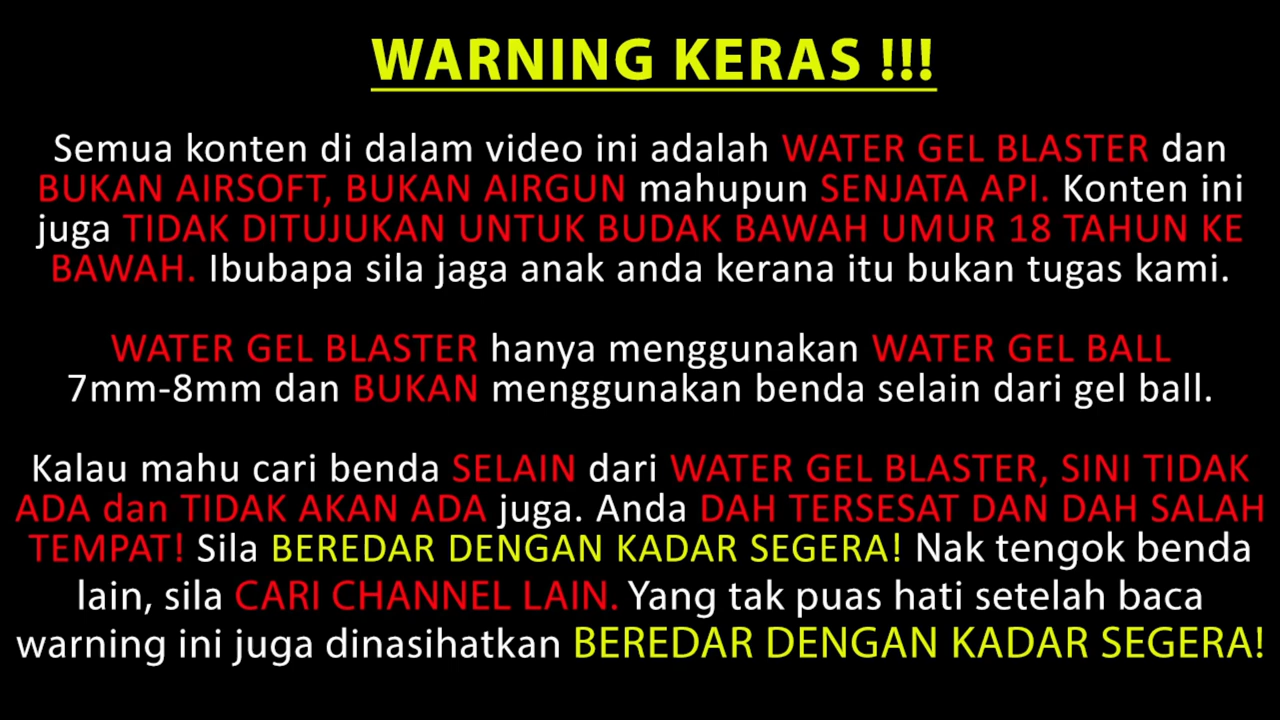 WARNING KERAS !!!
Semua konten di dalam video ini adalah WATER GEL BLASTER dan
BUKAN AIRSOFT, BUKAN AIRGUN mahupun SENJATA API. Konten ini
juga TIDAK DITUJUKAN UNTUK BUDAK BAWAH UMUR 18 TAHUN KE
BAWAH. Ibubapa sila jaga anak anda kerana itu bukan tugas kami.
WATER GEL BLASTER hanya menggunakan WATER GEL BALL
7mm-8mm dan BUKAN menggunakan benda selain dari gel ball.
Kalau mahu cari benda SELAIN dari WATER GEL BLASTER, SINI TIDAK
ADA dan TIDAK AKAN ADA juga. Anda DAH TERSESAT DAN DAH SALAH
TEMPAT! Sila BEREDAR DENGAN KADAR SEGERA! Nak tengok benda
lain, sila CARI CHANNEL LAIN. Yang tak puas hati setelah baca
warning ini juga dinasihatkan BEREDAR DENGAN KADAR SEGERA!